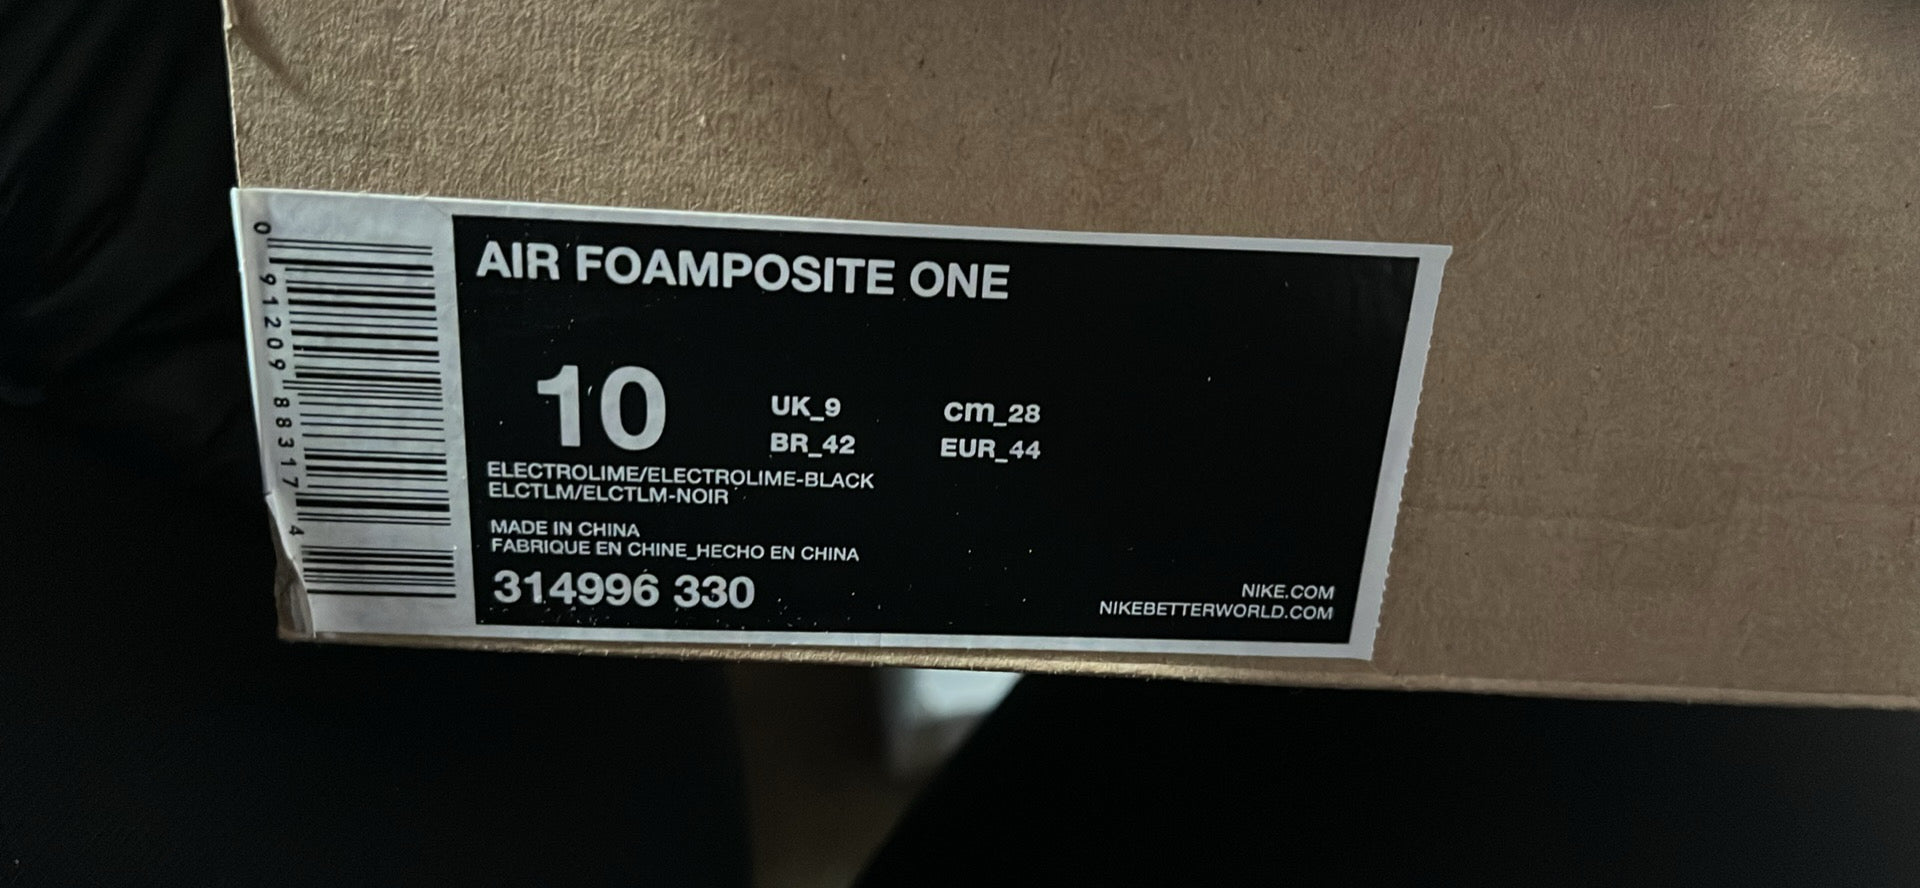 0 91209 88317 4
AIR FOAMPOSITE ONE
10
UK_9 cm_28
BR_42 EUR_44
ELECTROLIME/ELECTROLIME-BLACK
ELCTLM/ELCTLM-NOIR
MADE IN CHINA
FABRIQUE EN CHINE_HECHO EN CHINA
314996 330
NIKE.COM
NIKEBETTERWORLD.COM